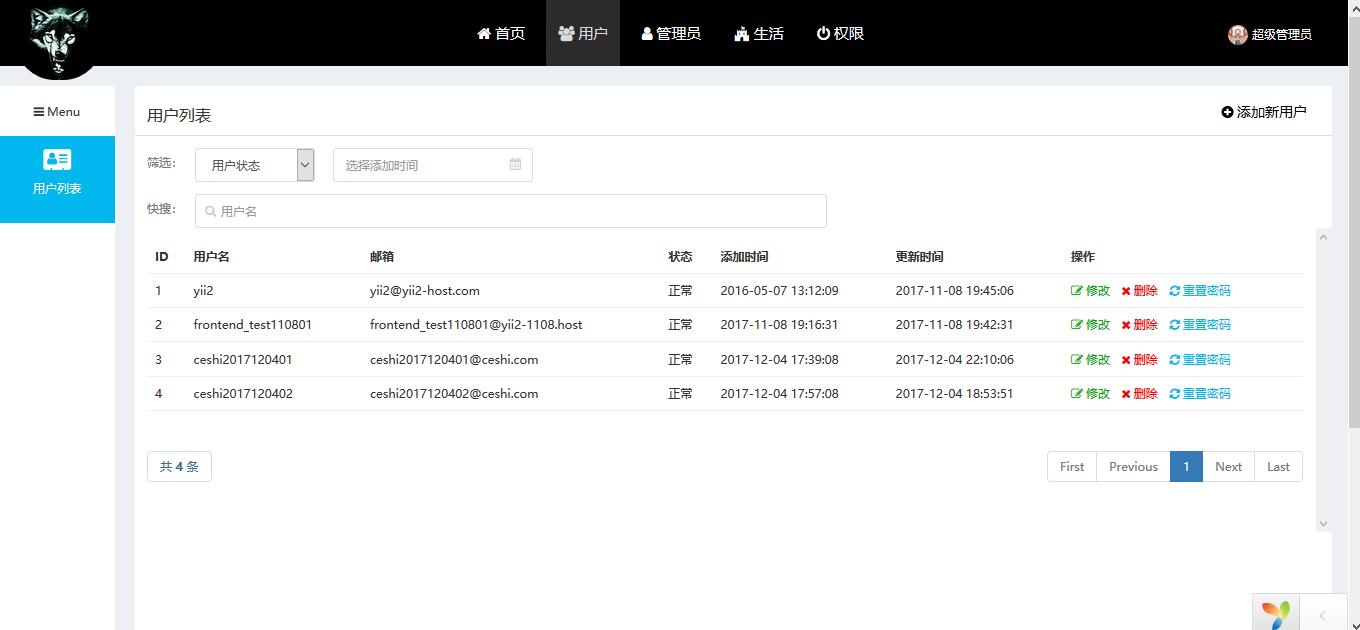 首页 用户 管理员 生活 权限 超级管理员
Menu
用户列表
用户列表 添加新用户
筛选: 用户状态 选择添加时间
快搜: 用户名
ID 用户名 邮箱 状态 添加时间 更新时间 操作
1 yii2 yii2@yii2-host.com 正常 2016-05-07 13:12:09 2017-11-08 19:45:06 修改 删除 重置密码
2 frontend_test110801 frontend_test110801@yii2-1108.host 正常 2017-11-08 19:16:31 2017-11-08 19:42:31 修改 删除 重置密码
3 ceshi2017120401 ceshi2017120401@ceshi.com 正常 2017-12-04 17:39:08 2017-12-04 22:10:06 修改 删除 重置密码
4 ceshi2017120402 ceshi2017120402@ceshi.com 正常 2017-12-04 17:57:08 2017-12-04 18:53:51 修改 删除 重置密码
共 4 条 First Previous 1 Next Last